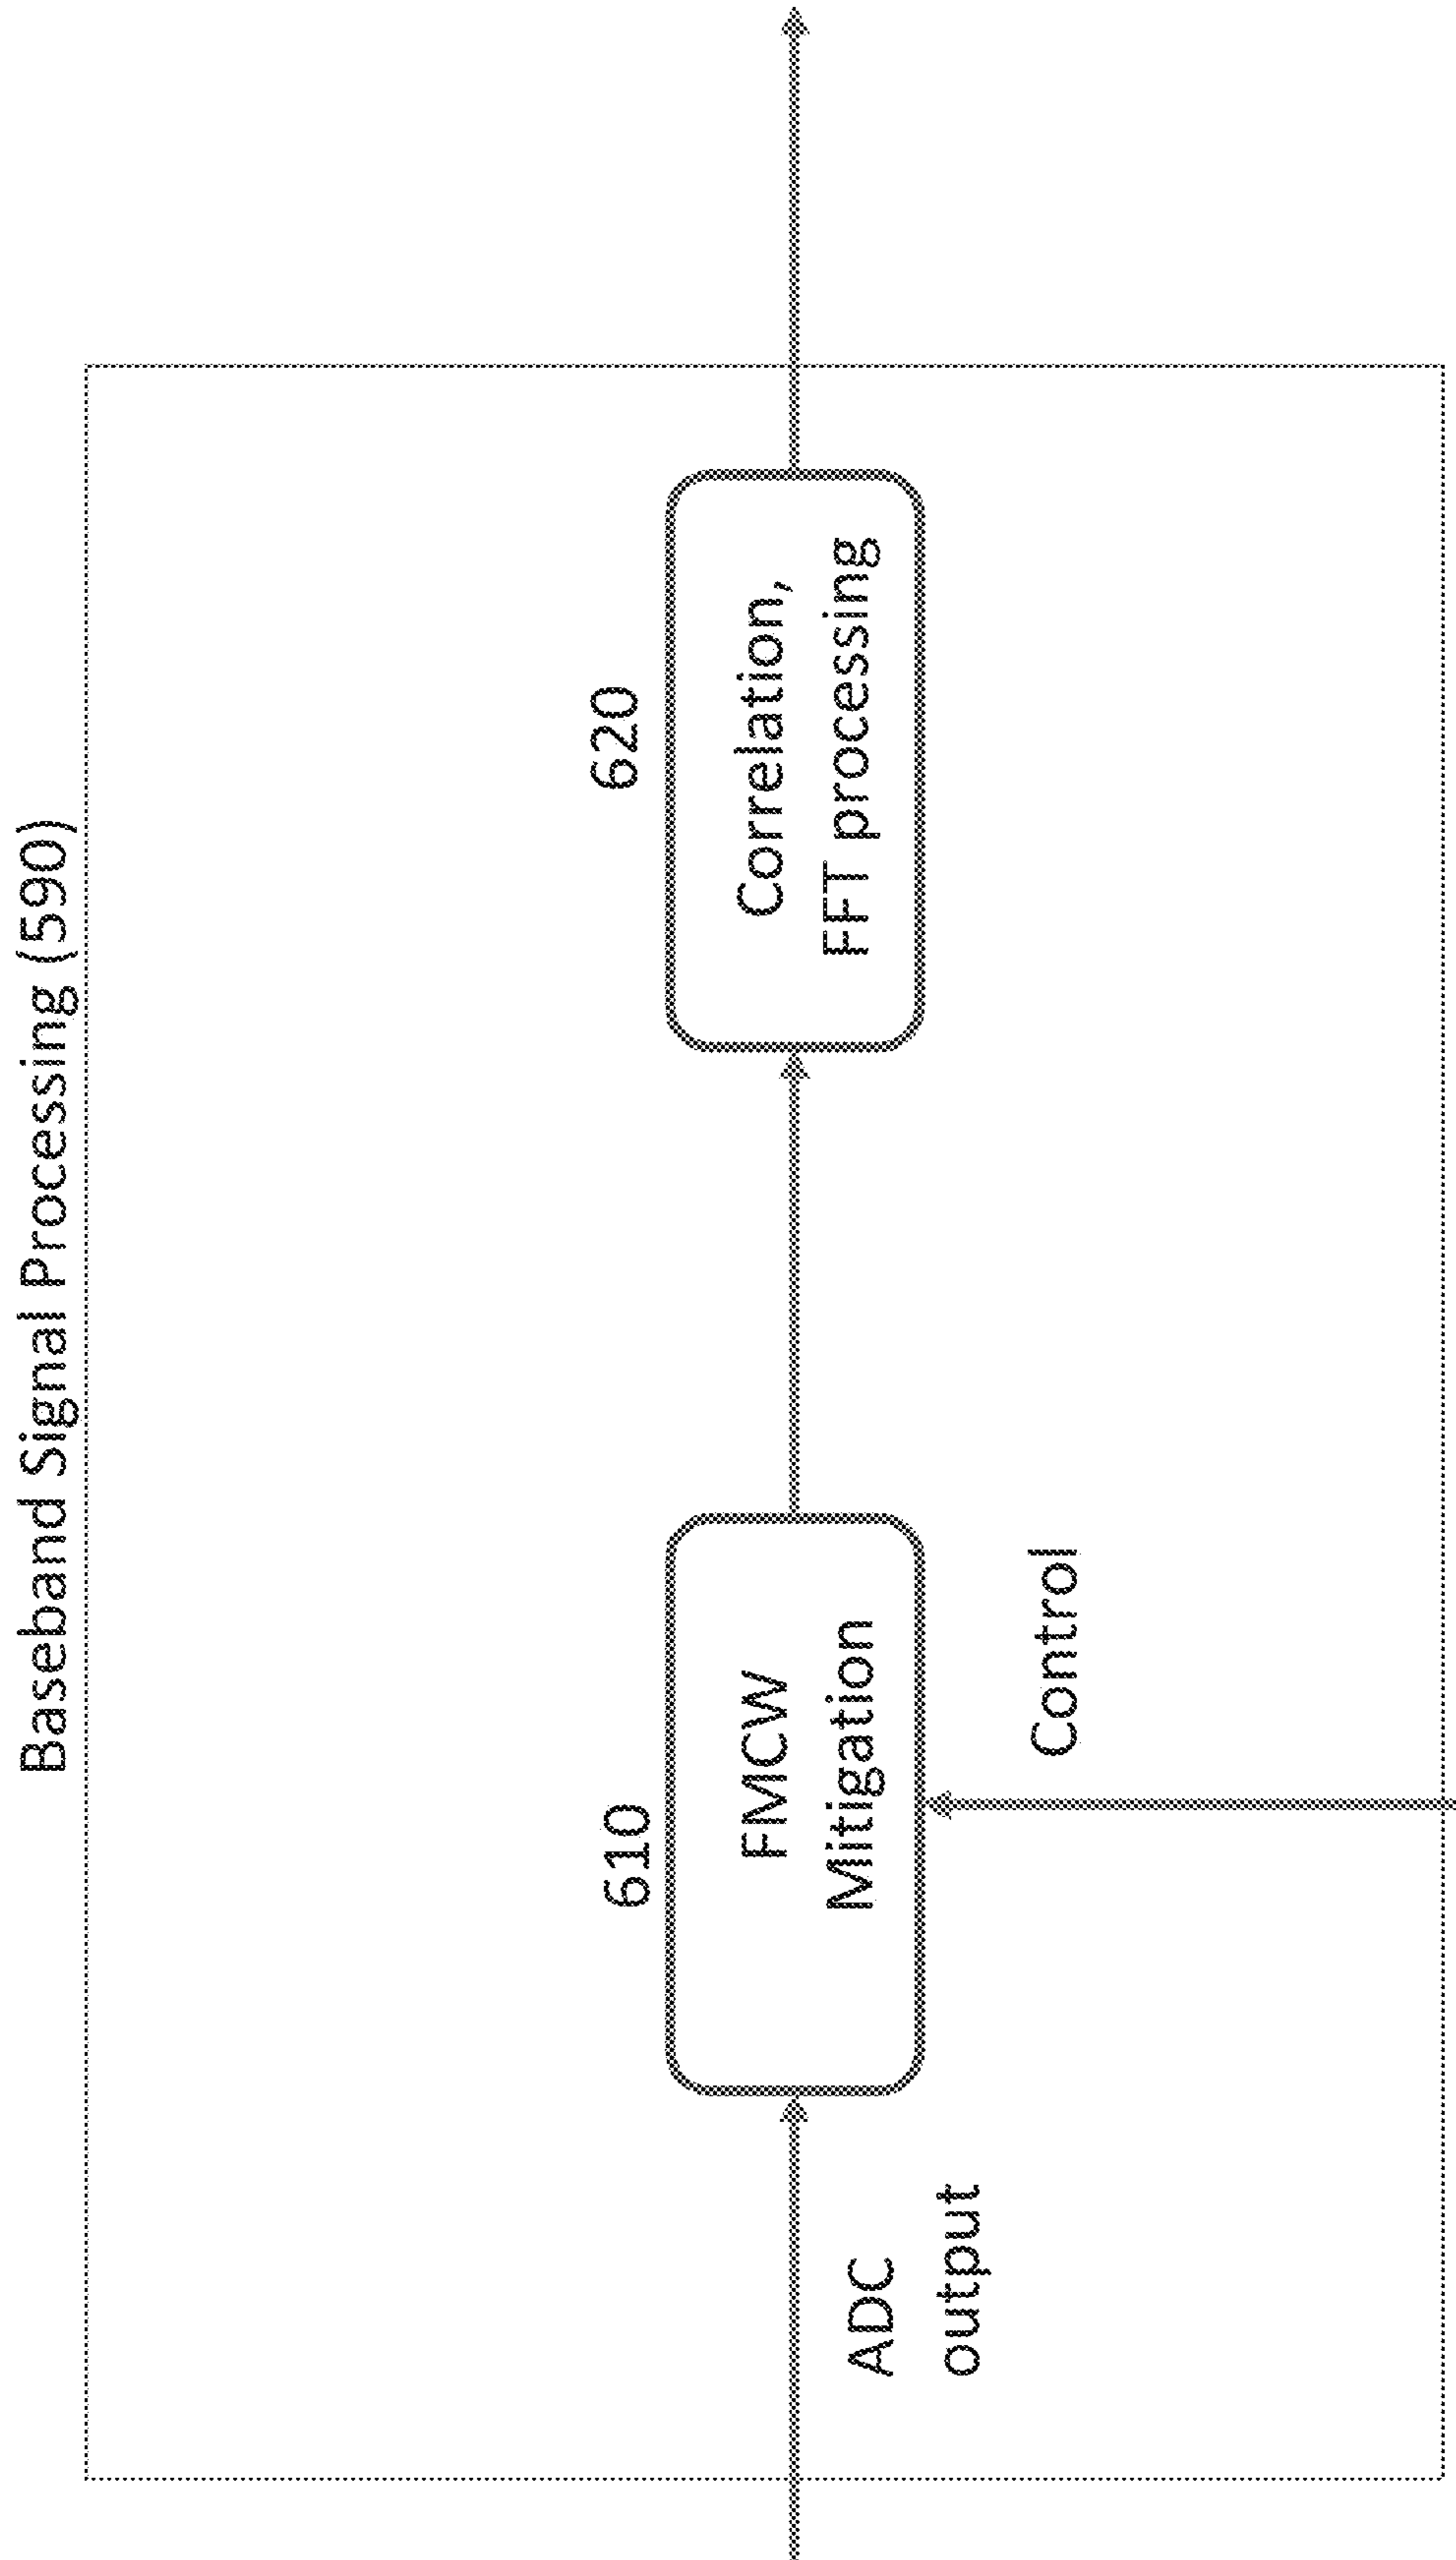 Baseband Signal Processing (590)
610
FMCW
Mitigation
620
Correlation,
FFT processing
ADC
output
Control